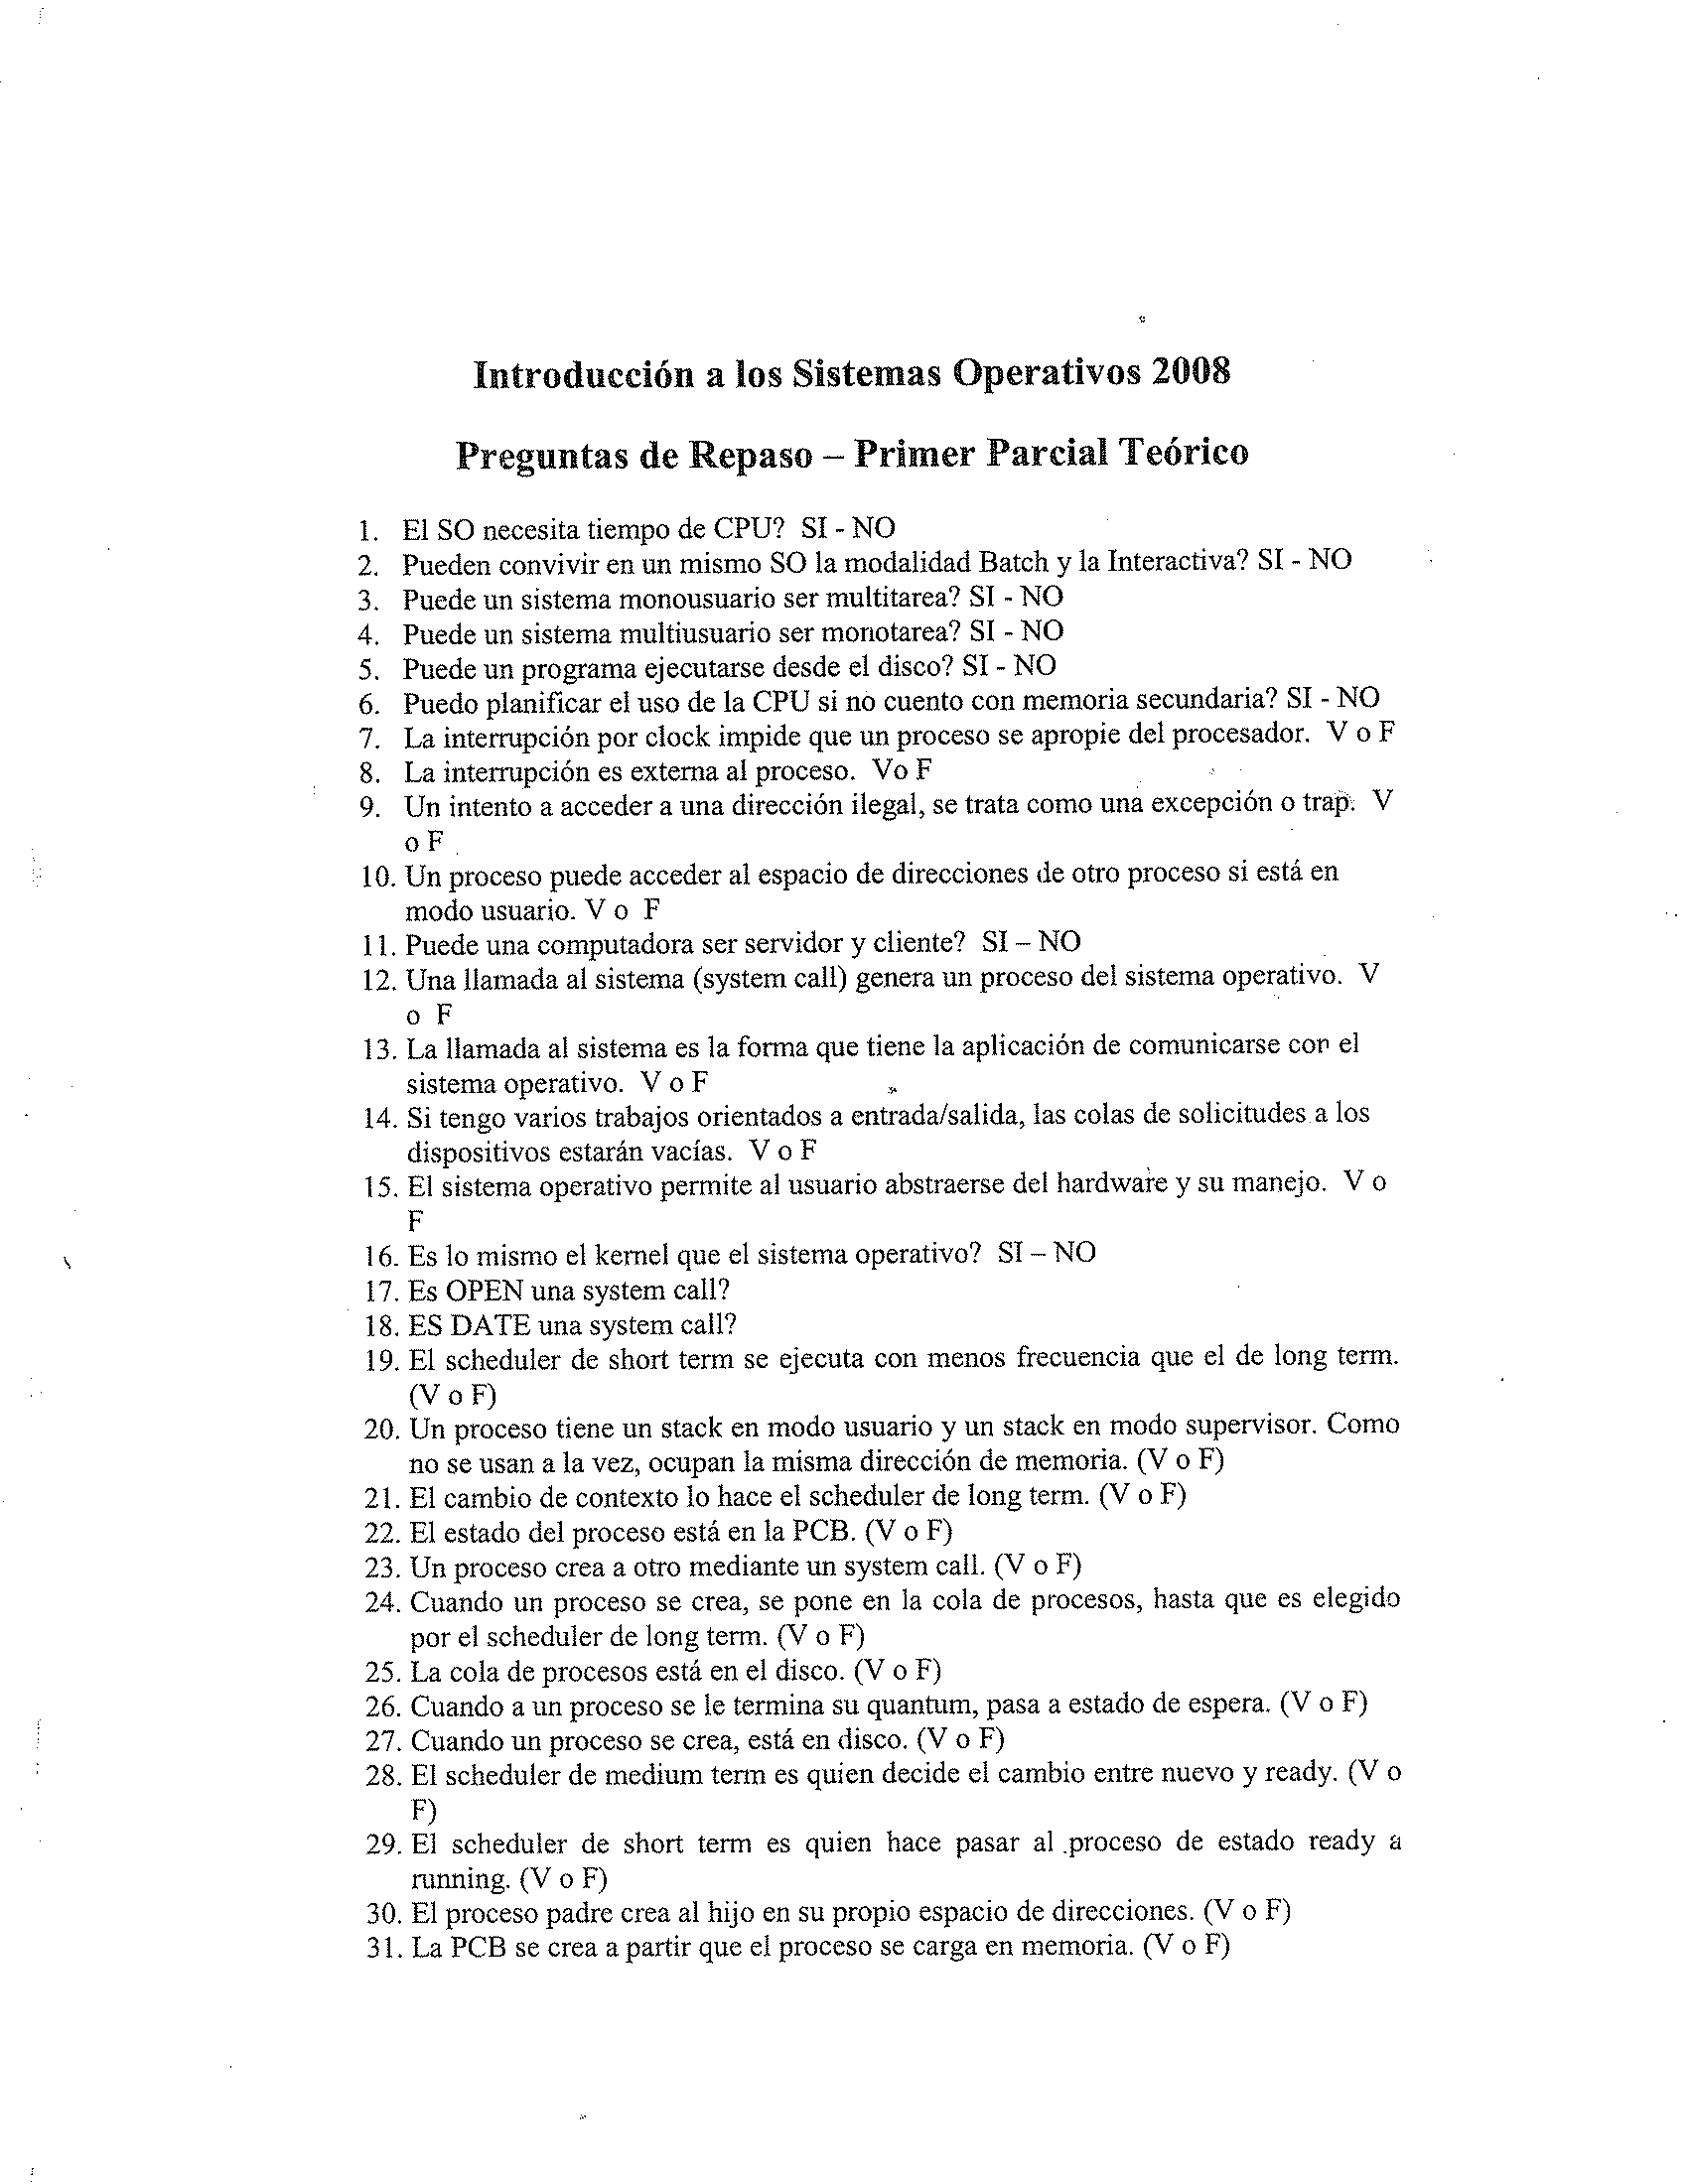 Introducción a los Sistemas Operativos 2008
Preguntas de Repaso – Primer Parcial Teórico
1. El SO necesita tiempo de CPU? SI - NO
2. Pueden convivir en un mismo SO la modalidad Batch y la Interactiva? SI - NO
3. Puede un sistema monousuario ser multitarea? SI - NO
4. Puede un sistema multiusuario ser monotarea? SI - NO
5. Puede un programa ejecutarse desde el disco? SI - NO
6. Puedo planificar el uso de la CPU si no cuento con memoria secundaria? SI - NO
7. La interrupción por clock impide que un proceso se apropie del procesador. V o F
8. La interrupción es externa al proceso. Vo F
9. Un intento a acceder a una dirección ilegal, se trata como una excepción o trap. V
o F
10. Un proceso puede acceder al espacio de direcciones de otro proceso si está en
modo usuario. V o F
11. Puede una computadora ser servidor y cliente? SI – NO
12. Una llamada al sistema (system call) genera un proceso del sistema operativo. V
o F
13. La llamada al sistema es la forma que tiene la aplicación de comunicarse con el
sistema operativo. V o F
14. Si tengo varios trabajos orientados a entrada/salida, las colas de solicitudes a los
dispositivos estarán vacías. V o F
15. El sistema operativo permite al usuario abstraerse del hardware y su manejo. V o
F
16. Es lo mismo el kernel que el sistema operativo? SI – NO
17. Es OPEN una system call?
18. ES DATE una system call?
19. El scheduler de short term se ejecuta con menos frecuencia que el de long term.
(V o F)
20. Un proceso tiene un stack en modo usuario y un stack en modo supervisor. Como
no se usan a la vez, ocupan la misma dirección de memoria. (V o F)
21. El cambio de contexto lo hace el scheduler de long term. (V o F)
22. El estado del proceso está en la PCB. (V o F)
23. Un proceso crea a otro mediante un system call. (V o F)
24. Cuando un proceso se crea, se pone en la cola de procesos, hasta que es elegido
por el scheduler de long term. (V o F)
25. La cola de procesos está en el disco. (V o F)
26. Cuando a un proceso se le termina su quantum, pasa a estado de espera. (V o F)
27. Cuando un proceso se crea, está en disco. (V o F)
28. El scheduler de medium term es quien decide el cambio entre nuevo y ready. (V o
F)
29. El scheduler de short term es quien hace pasar al proceso de estado ready a
running. (V o F)
30. El proceso padre crea al hijo en su propio espacio de direcciones. (V o F)
31. La PCB se crea a partir que el proceso se carga en memoria. (V o F)